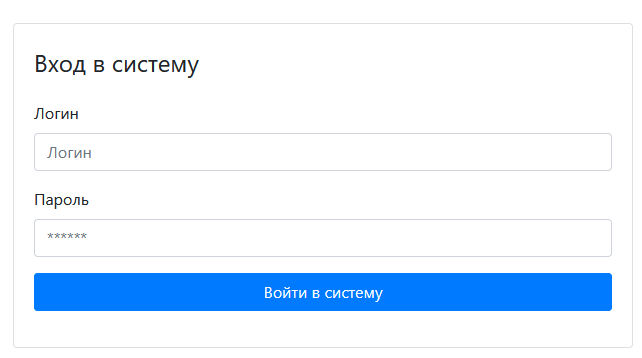 Вход в систему
Логин
Логин
Пароль
******
Войти в систему